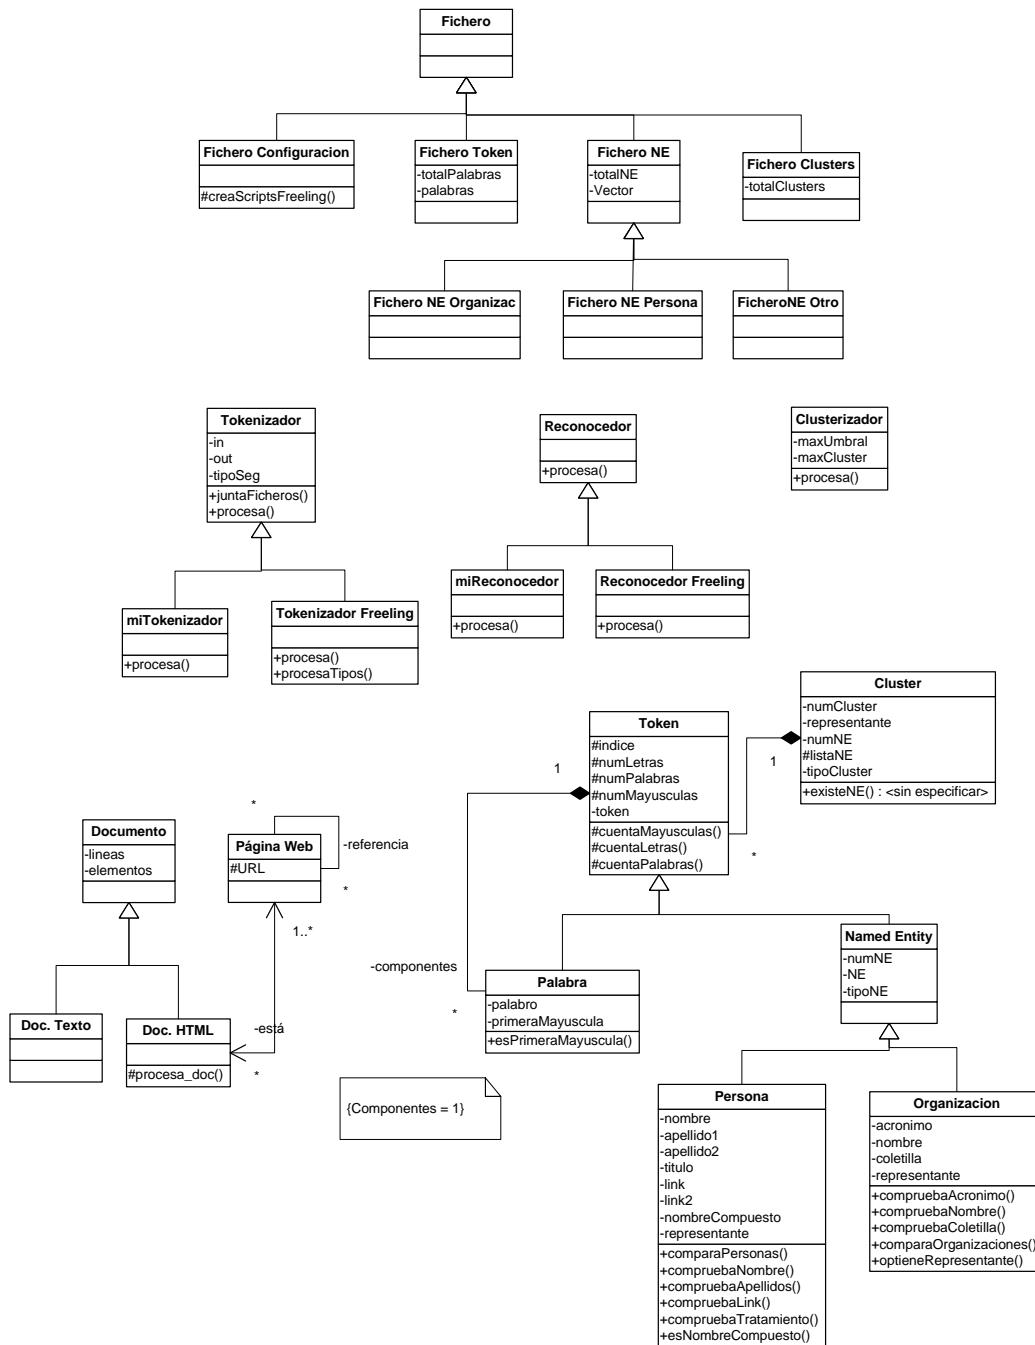 Fichero
Fichero Configuracion
#creaScriptsFreeling()
Fichero Token
-totalPalabras
-palabras
Fichero NE
-totalNE
-Vector
Fichero Clusters
-totalClusters
Fichero NE Organizac
Fichero NE Persona
FicheroNE Otro
Tokenizador
-in
-out
-tipoSeg
+juntaFicheros()
+procesa()
Reconocedor
+procesa()
Clusterizador
-maxUmbral
-maxCluster
+procesa()
miTokenizador
+procesa()
Tokenizador Freeling
+procesa()
+procesaTipos()
miReconocedor
+procesa()
Reconocedor Freeling
+procesa()
Cluster
-numCluster
-representante
-numNE
#listaNE
-tipoCluster
+existeNE() : <sin especificar>
1
*
Token
#indice
#numLetras
#numPalabras
#numMayusculas
-token
#cuentaMayusculas()
#cuentaLetras()
#cuentaPalabras()
1
-componentes
*
Documento
-lineas
-elementos
Página Web
#URL
*
-referencia
*
1..*
-está
*
Doc. Texto
Doc. HTML
#procesa_doc()
Palabra
-palabro
-primeraMayuscula
+esPrimeraMayuscula()
Named Entity
-numNE
-NE
-tipoNE
{Componentes = 1}
Persona
-nombre
-apellido1
-apellido2
-titulo
-link
-link2
-nombreCompuesto
-representante
+comparaPersonas()
+compruebaNombre()
+compruebaApellidos()
+compruebaLink()
+compruebaTratamiento()
+esNombreCompuesto()
Organizacion
-acronimo
-nombre
-coletilla
-representante
+compruebaAcronimo()
+compruebaNombre()
+compruebaColetilla()
+comparaOrganizaciones()
+optieneRepresentante()